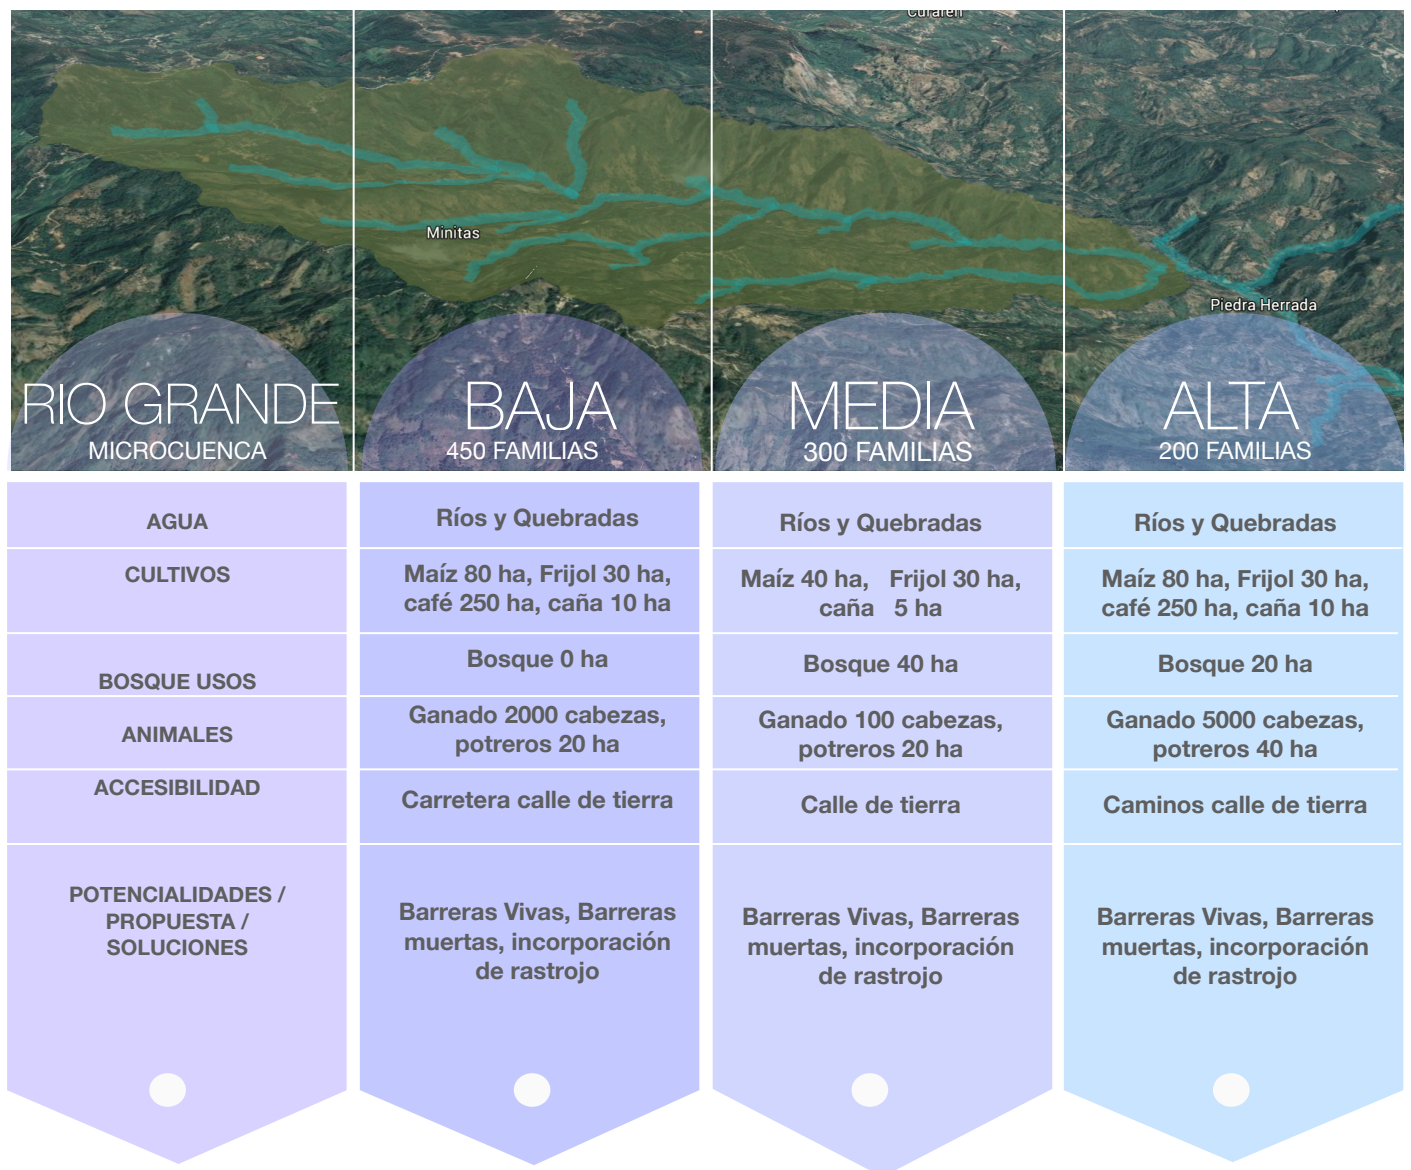 Curaren
Minitas
Piedra Herrada
RIO GRANDE
MICROCUENCA
BAJA
450 FAMILIAS
MEDIA
300 FAMILIAS
ALTA
200 FAMILIAS
AGUA
Ríos y Quebradas
Ríos y Quebradas
Ríos y Quebradas
CULTIVOS
Maíz 80 ha, Frijol 30 ha,
café 250 ha, caña 10 ha
Maíz 40 ha, Frijol 30 ha,
caña 5 ha
Maíz 80 ha, Frijol 30 ha,
café 250 ha, caña 10 ha
BOSQUE USOS
Bosque 0 ha
Bosque 40 ha
Bosque 20 ha
ANIMALES
Ganado 2000 cabezas,
potreros 20 ha
Ganado 100 cabezas,
potreros 20 ha
Ganado 5000 cabezas,
potreros 40 ha
ACCESIBILIDAD
Carretera calle de tierra
Calle de tierra
Caminos calle de tierra
POTENCIALIDADES /
PROPUESTA /
SOLUCIONES
Barreras Vivas, Barreras
muertas, incorporación
de rastrojo
Barreras Vivas, Barreras
muertas, incorporación
de rastrojo
Barreras Vivas, Barreras
muertas, incorporación
de rastrojo